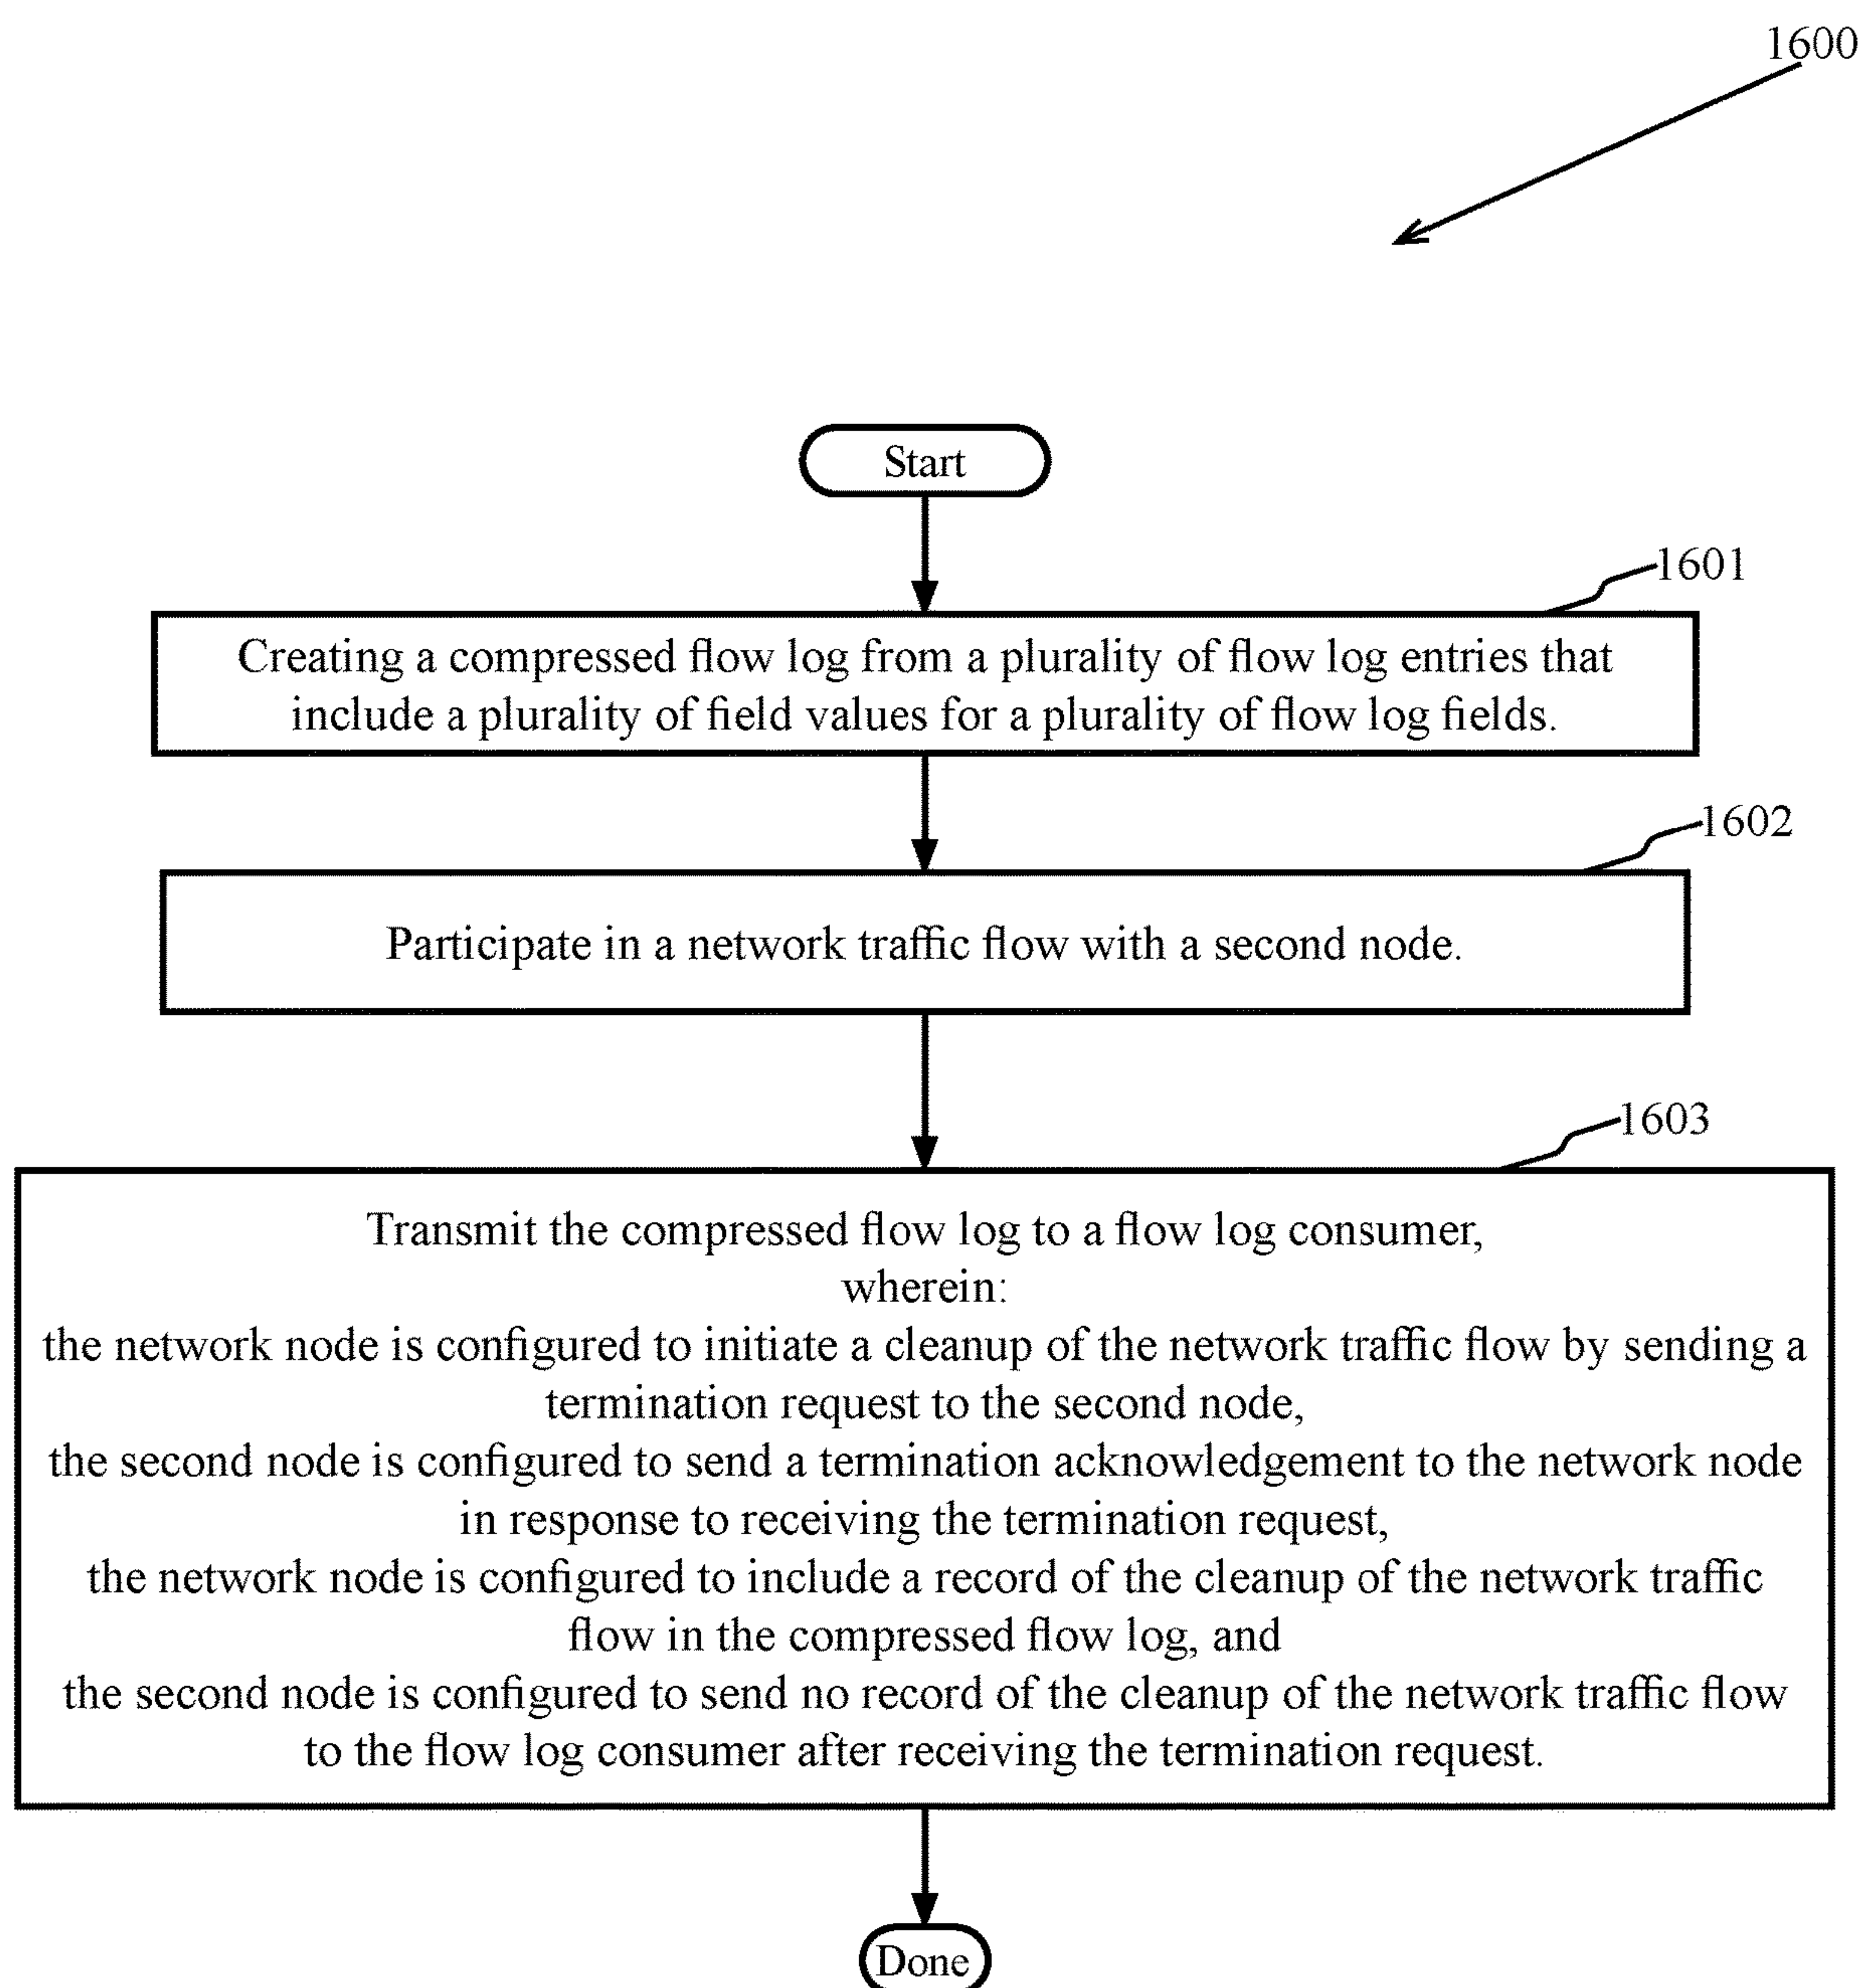 1600
Start
1601
Creating a compressed flow log from a plurality of flow log entries that
include a plurality of field values for a plurality of flow log fields.
1602
Participate in a network traffic flow with a second node.
1603
Transmit the compressed flow log to a flow log consumer,
wherein:
the network node is configured to initiate a cleanup of the network traffic flow by sending a
termination request to the second node,
the second node is configured to send a termination acknowledgement to the network node
in response to receiving the termination request,
the network node is configured to include a record of the cleanup of the network traffic
flow in the compressed flow log, and
the second node is configured to send no record of the cleanup of the network traffic flow
to the flow log consumer after receiving the termination request.
Done